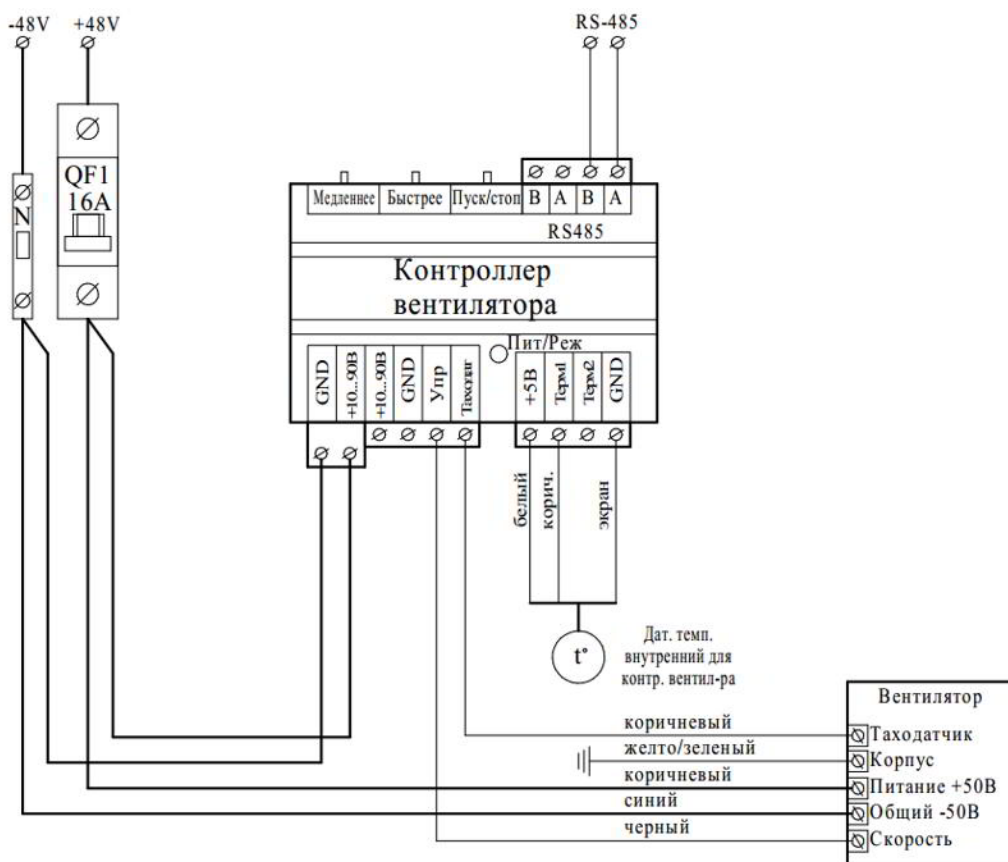 -48V +48V RS-485
QF1
16A
N
Медленнее Быстрее Пуск/стоп B A B A
RS485
Контроллер
вентилятора
Пит/Реж
GND +10...90В +10...90В GND Упр Таходат +5В Терм1 Терм2 GND
белый корич. экран
t°
Дат. темп.
внутренний для
контр. вентил-ра
Вентилятор
коричневый Таходатчик
желто/зеленый Корпус
коричневый Питание +50В
синий Общий -50В
черный Скорость